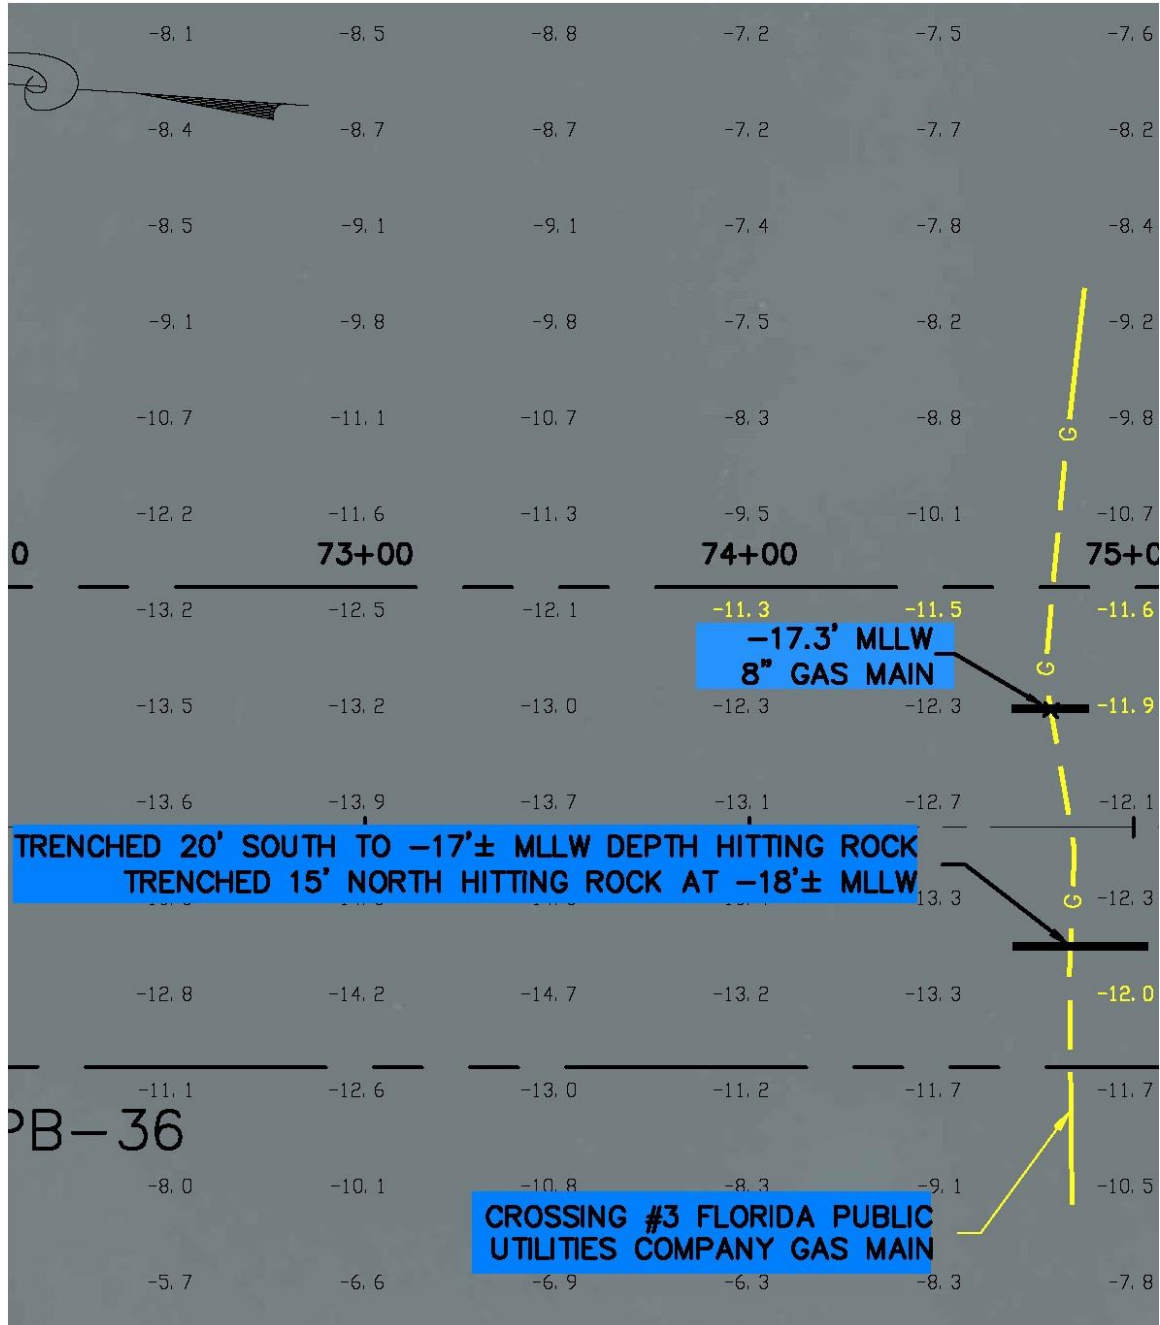 -8.1 -8.5 -8.8 -7.2 -7.5 -7.6
-8.4 -8.7 -8.7 -7.2 -7.7 -8.2
-8.5 -9.1 -9.1 -7.4 -7.8 -8.4
-9.1 -9.8 -9.8 -7.5 -8.2 -9.2
-10.7 -11.1 -10.7 -8.3 -8.8 -9.8
G
-12.2 -11.6 -11.3 -9.5 -10.1 -10.7
0 73+00 74+00 75+0
-13.2 -12.5 -12.1 -11.3 -11.5 -11.6
-17.3' MLLW
8" GAS MAIN
G
-13.5 -13.2 -13.0 -12.3 -12.3 -11.9
-13.6 -13.9 -13.7 -13.1 -12.7 -12.1
TRENCHED 20' SOUTH TO -17'± MLLW DEPTH HITTING ROCK
TRENCHED 15' NORTH HITTING ROCK AT -18'± MLLW
13.3 G -12.3
-12.8 -14.2 -14.7 -13.2 -13.3 -12.0
-11.1 -12.6 -13.0 -11.2 -11.7 -11.7
PB-36
-8.0 -10.1 -10.8 -8.3 -9.1 -10.5
CROSSING #3 FLORIDA PUBLIC
UTILITIES COMPANY GAS MAIN
-5.7 -6.6 -6.9 -6.3 -8.3 -7.8